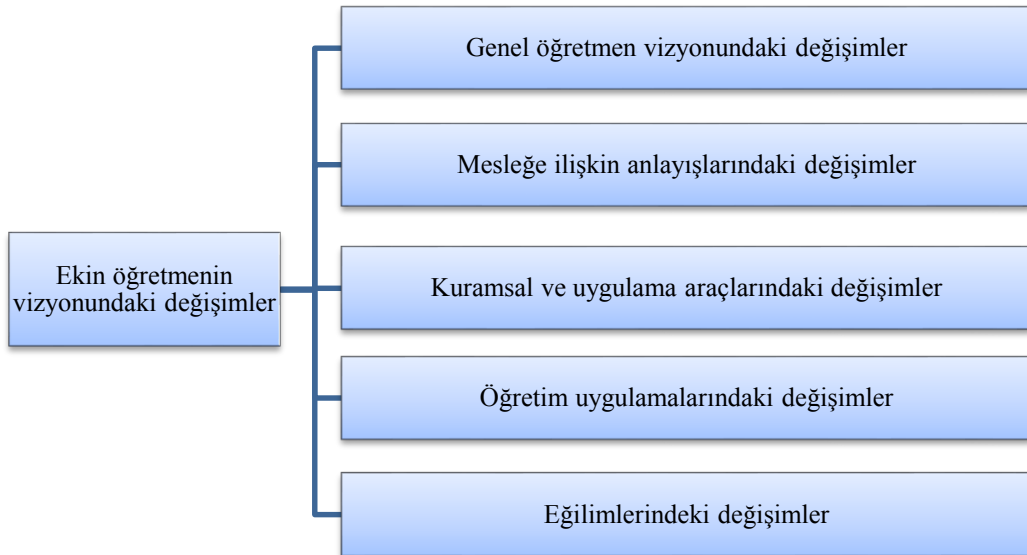 Genel öğretmen vizyonundaki değişimler
Mesleğe ilişkin anlayışlarındaki değişimler
Ekin öğretmenin
vizyonundaki değişimler
Kuramsal ve uygulama araçlarındaki değişimler
Öğretim uygulamalarındaki değişimler
Eğilimlerindeki değişimler